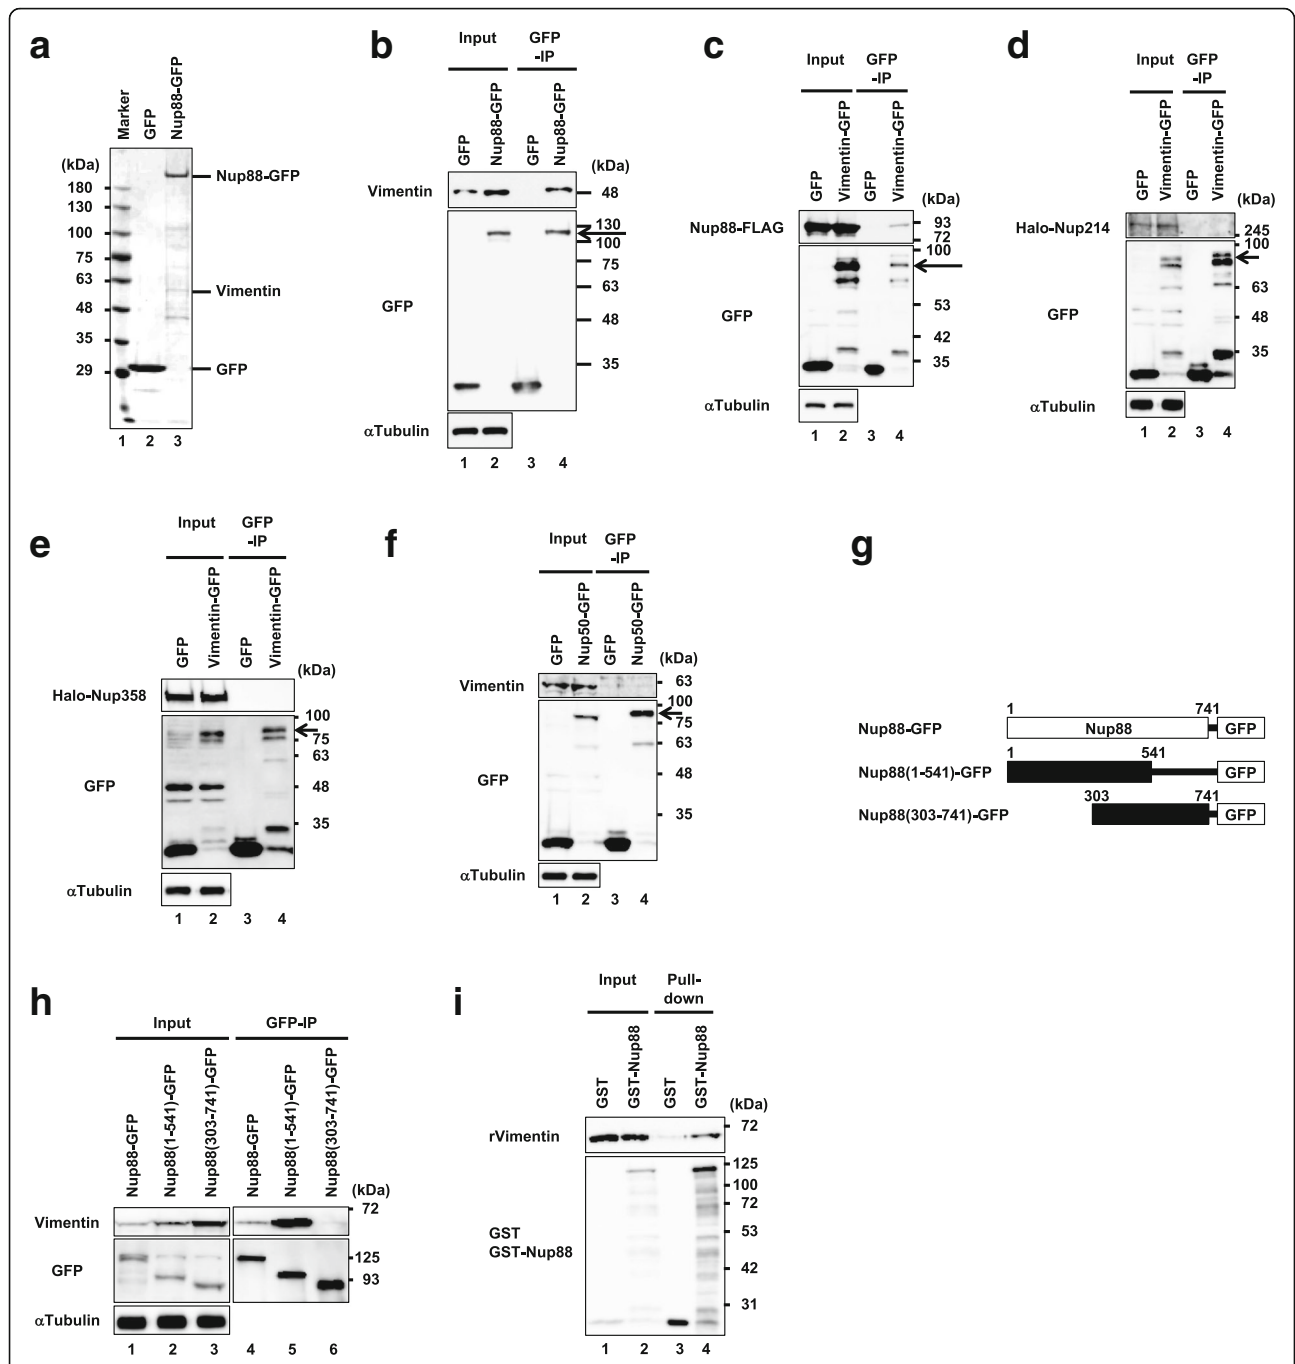 a
Marker
GFP
Nup88-GFP
(kDa)
180
130
100
75
63
48
35
29
Nup88-GFP
Vimentin
GFP
1 2 3
b
Input
GFP
-IP
GFP
Nup88-GFP
GFP
Nup88-GFP
(kDa)
Vimentin
48
GFP
130
100
75
63
48
35
αTubulin
1 2 3 4
c
Input
GFP
-IP
GFP
Vimentin-GFP
GFP
Vimentin-GFP
(kDa)
Nup88-FLAG
93
72
GFP
100
53
42
35
αTubulin
1 2 3 4
d
Input
GFP
-IP
GFP
Vimentin-GFP
GFP
Vimentin-GFP
(kDa)
Halo-Nup214
245
GFP
100
63
48
35
αTubulin
1 2 3 4
e
Input
GFP
-IP
GFP
Vimentin-GFP
GFP
Vimentin-GFP
(kDa)
Halo-Nup358
GFP
100
75
63
48
35
αTubulin
1 2 3 4
f
Input
GFP
-IP
GFP
Nup50-GFP
GFP
Nup50-GFP
(kDa)
Vimentin
63
GFP
100
75
63
48
35
αTubulin
1 2 3 4
g
1 741
Nup88-GFP Nup88 GFP
1 541
Nup88(1-541)-GFP GFP
303 741
Nup88(303-741)-GFP GFP
h
Input
GFP-IP
Nup88-GFP
Nup88(1-541)-GFP
Nup88(303-741)-GFP
Nup88-GFP
Nup88(1-541)-GFP
Nup88(303-741)-GFP
(kDa)
Vimentin
72
GFP
125
93
αTubulin
1 2 3 4 5 6
i
Input
Pull-
down
GST
GST-Nup88
GST
GST-Nup88
(kDa)
rVimentin
72
GST
GST-Nup88
125
100
72
53
42
31
1 2 3 4